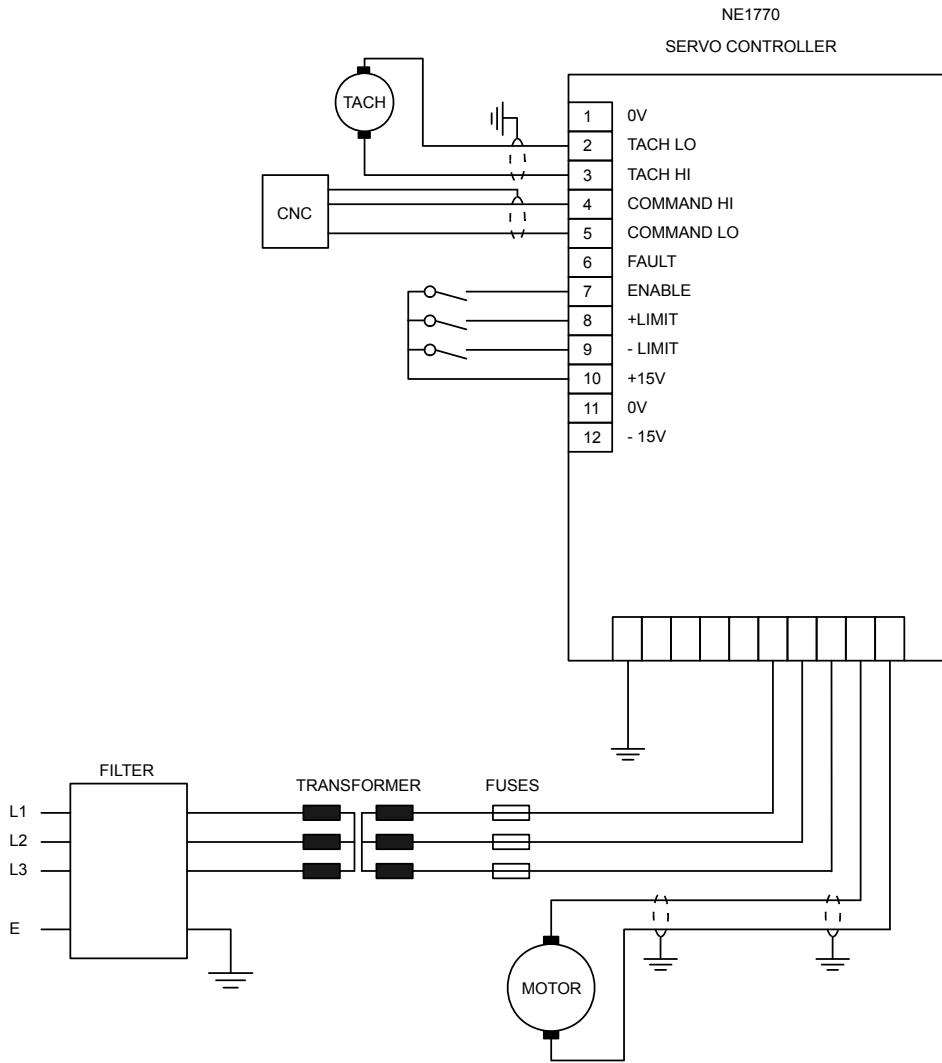 NE1770
SERVO CONTROLLER
TACH
1 0V
2 TACH LO
3 TACH HI
CNC
4 COMMAND HI
5 COMMAND LO
6 FAULT
7 ENABLE
8 +LIMIT
9 - LIMIT
10 +15V
11 0V
12 - 15V
FILTER
TRANSFORMER
FUSES
L1
L2
L3
E
MOTOR